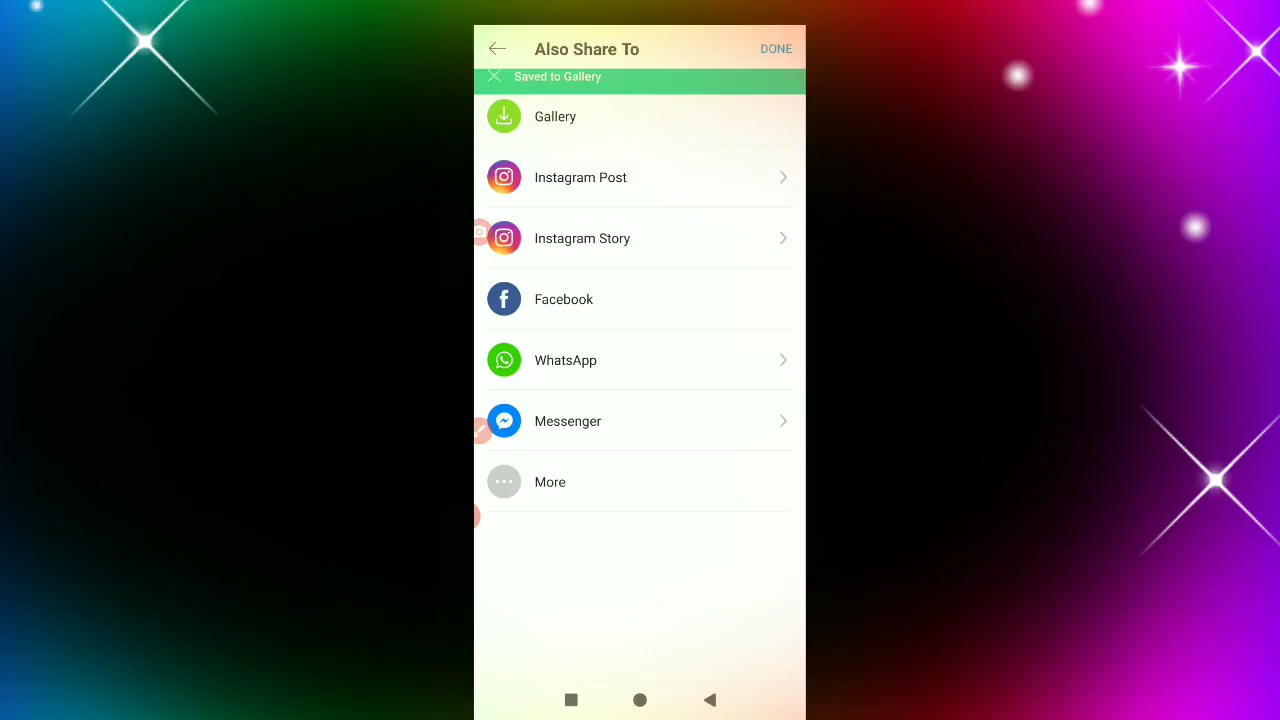 Also Share To
DONE
Saved to Gallery
Gallery
Instagram Post
Instagram Story
Facebook
WhatsApp
Messenger
More